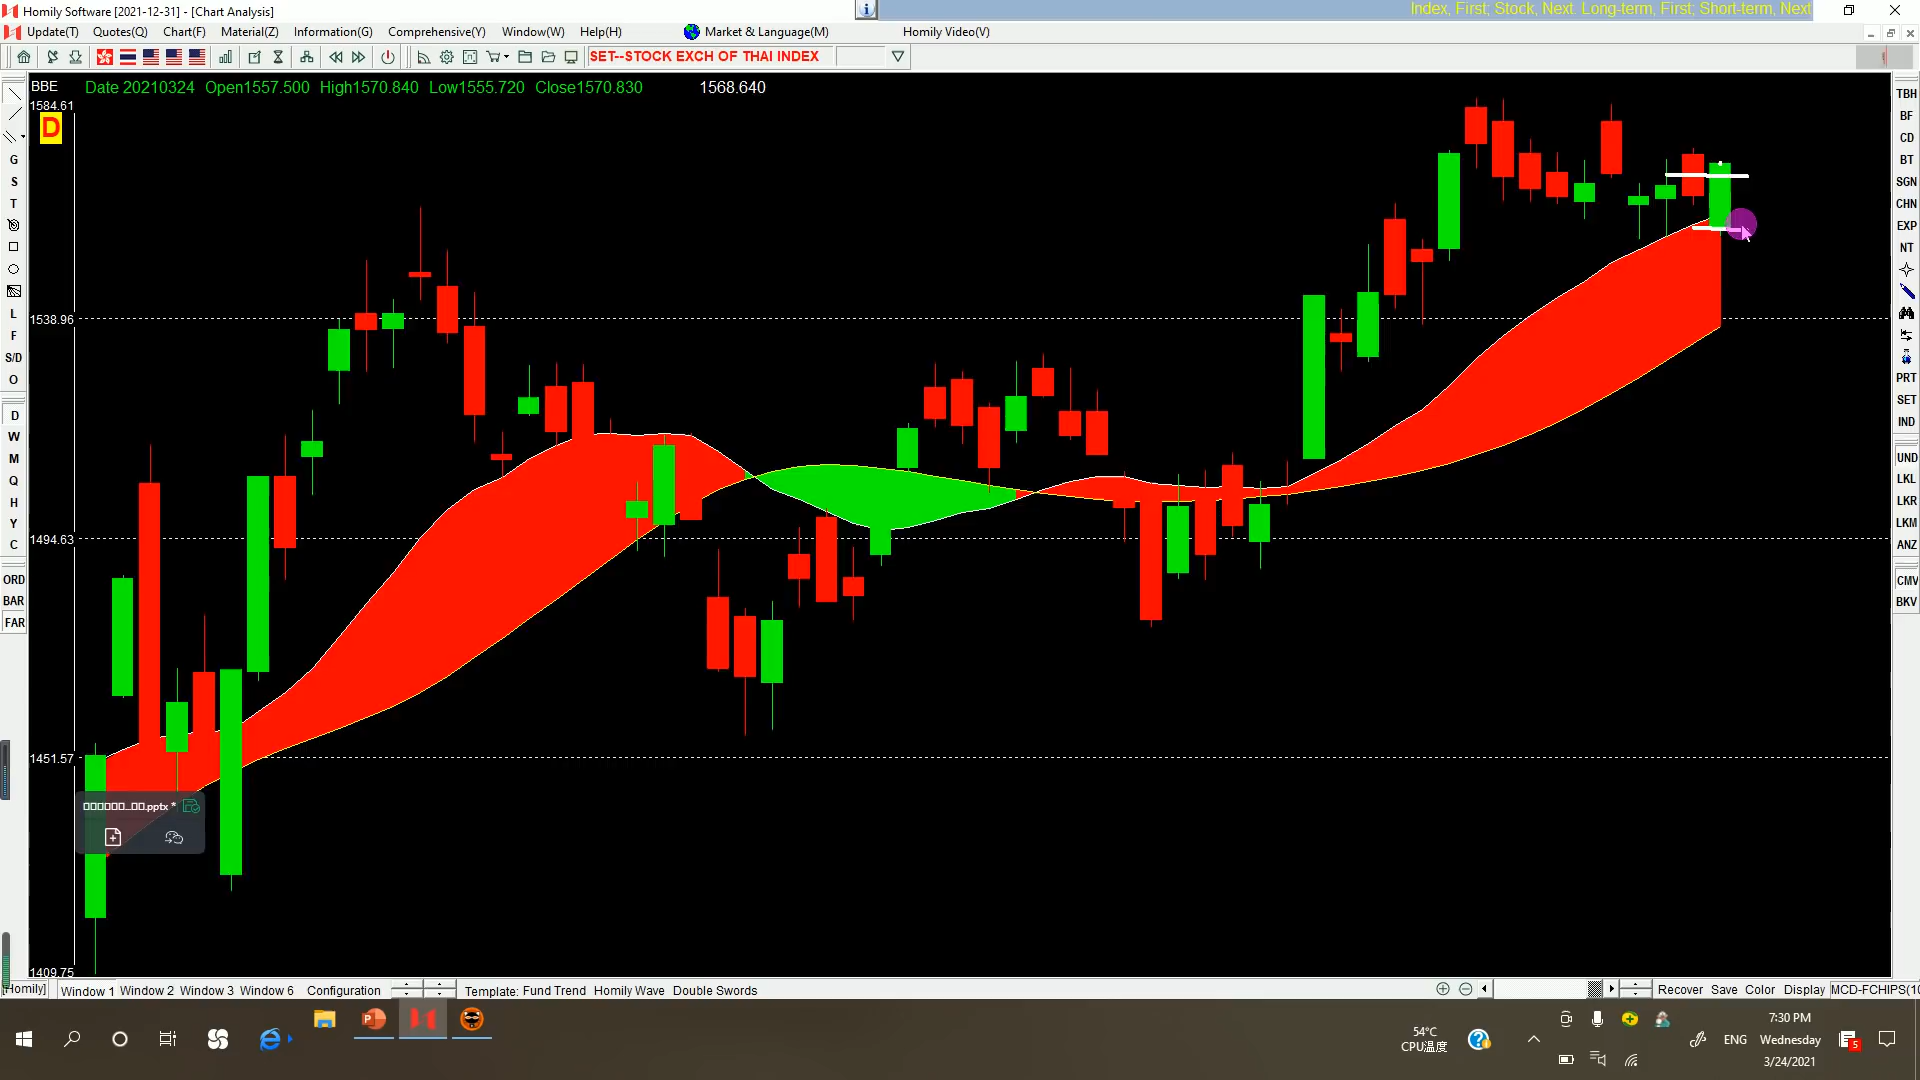 Homily Software [2021-12-31] - [Chart Analysis]
Index, First; Stock, Next. Long-term, First; Short-term, Next
Update(T) Quotes(Q) Chart(F) Material(Z) Information(G) Comprehensive(Y) Window(W) Help(H) Market & Language(M) Homily Video(V)
SET--STOCK EXCH OF THAI INDEX
BBE Date 20210324 Open1557.500 High1570.840 Low1555.720 Close1570.830 1568.640
1584.61
D
1538.96
1494.63
1451.57
1409.75
G
S
T
L
F
S/D
O
D
W
M
Q
H
Y
C
ORD
BAR
FAR
TBH
BF
CD
BT
SGN
CHN
EXP
NT
PRT
SET
IND
UND
LKL
LKR
LKM
ANZ
CMV
BKV
.pptx *
[Homily] Window 1 Window 2 Window 3 Window 6 Configuration Template: Fund Trend Homily Wave Double Swords Recover Save Color Display MCD-FCHIPS(10
54°C
CPU温度
ENG
7:30 PM
Wednesday
3/24/2021
5